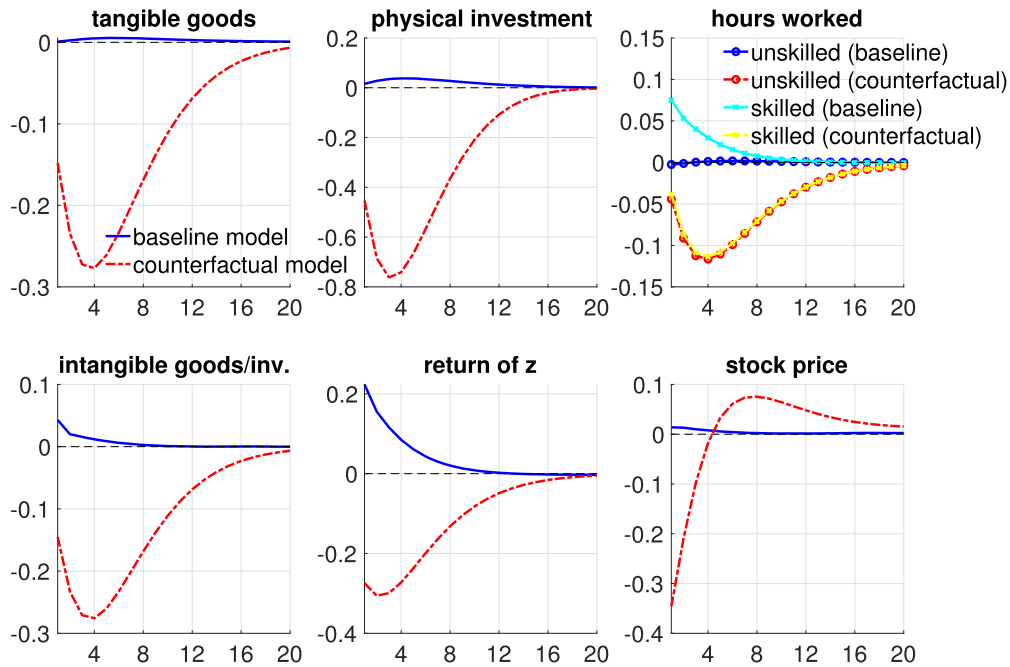 tangible goods
0
-0.1
-0.2
-0.3
baseline model
counterfactual model
4 8 12 16 20
physical investment
0.2
0
-0.2
-0.4
-0.6
-0.8
4 8 12 16 20
hours worked
0.15
0.1
0.05
0
-0.05
-0.1
-0.15
unskilled (baseline)
unskilled (counterfactual)
skilled (baseline)
skilled (counterfactual)
4 8 12 16 20
intangible goods/inv.
0.1
0
-0.1
-0.2
-0.3
4 8 12 16 20
return of z
0.2
0
-0.2
-0.4
4 8 12 16 20
stock price
0.1
0
-0.1
-0.2
-0.3
-0.4
4 8 12 16 20